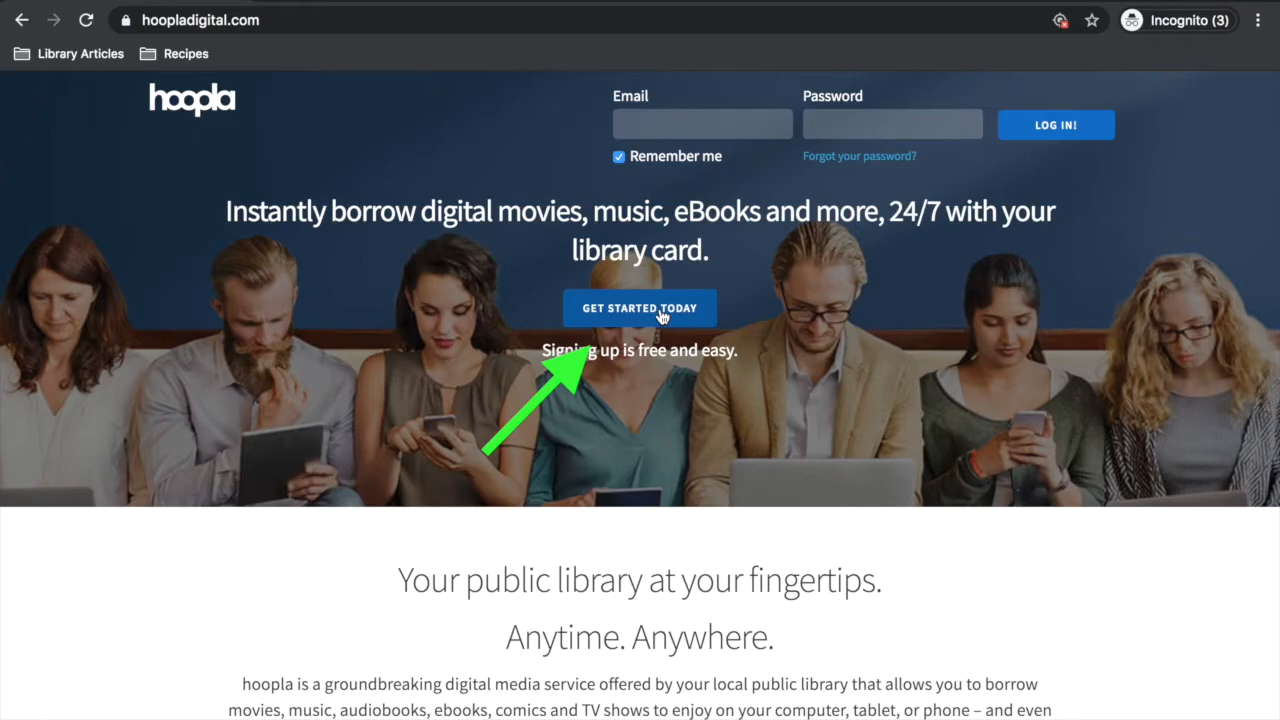 hoopladigital.com
Incognito (3)
Library Articles
Recipes
hoopla
Email
Password
LOG IN!
Remember me
Forgot your password?
Instantly borrow digital movies, music, eBooks and more, 24/7 with your
library card.
GET STARTED TODAY
Signing up is free and easy.
Your public library at your fingertips.
Anytime. Anywhere.
hoopla is a groundbreaking digital media service offered by your local public library that allows you to borrow
movies, music, audiobooks, ebooks, comics and TV shows to enjoy on your computer, tablet, or phone – and even